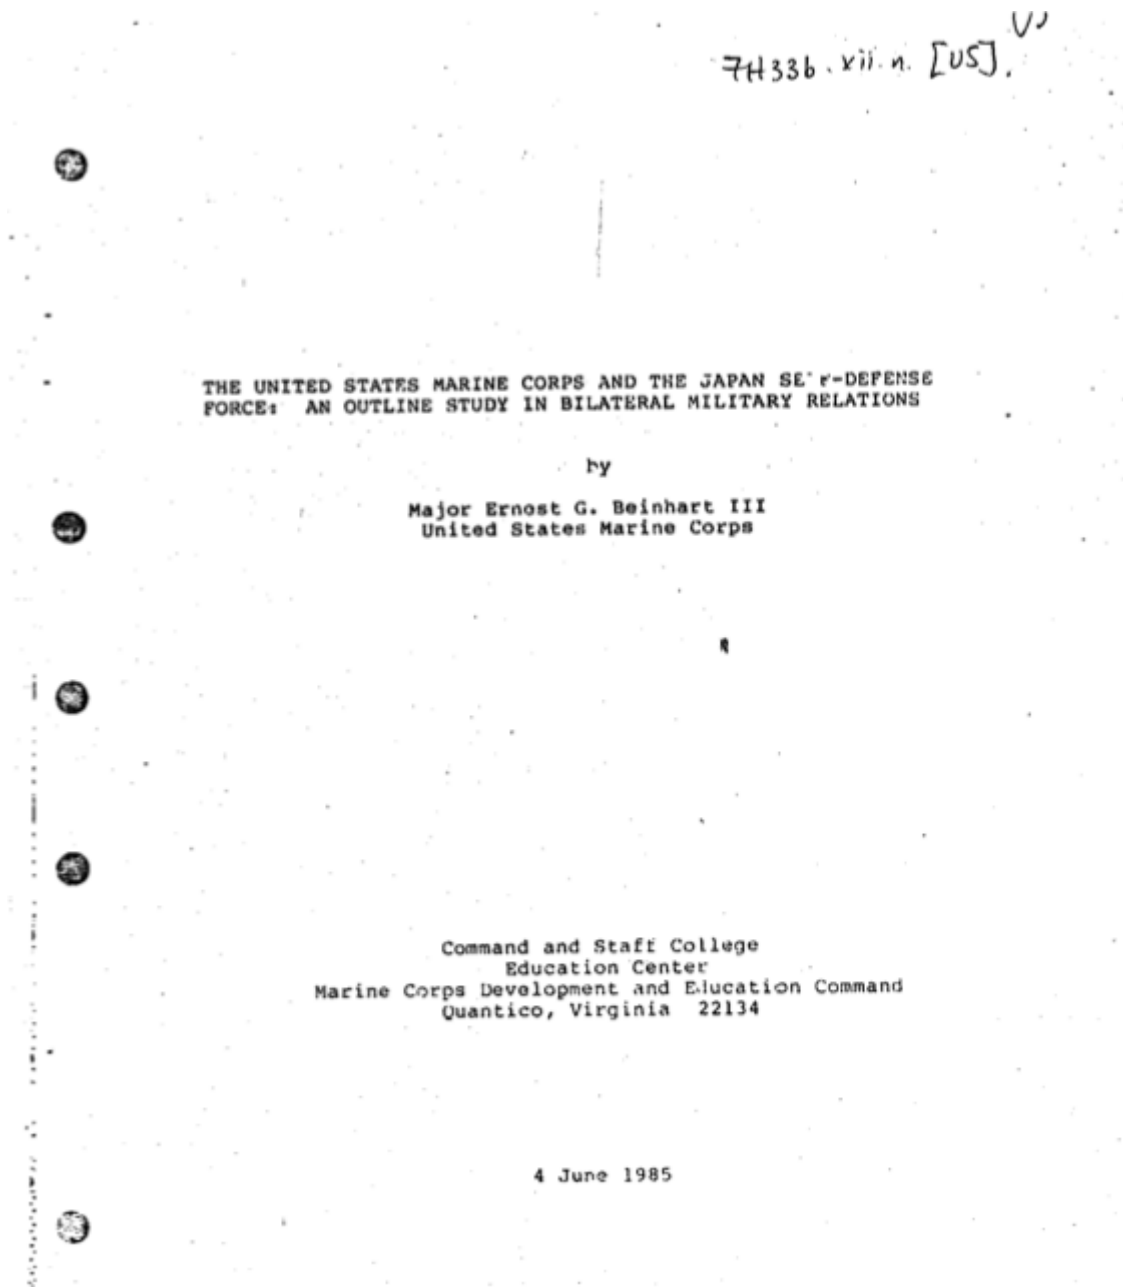 7H33b.xii.n. [US].
THE UNITED STATES MARINE CORPS AND THE JAPAN SE F-DEFENSE
FORCE: AN OUTLINE STUDY IN BILATERAL MILITARY RELATIONS
by
Major Ernest G. Beinhart III
United States Marine Corps
Command and Staff College
Education Center
Marine Corps Development and Education Command
Quantico, Virginia 22134
4 June 1985